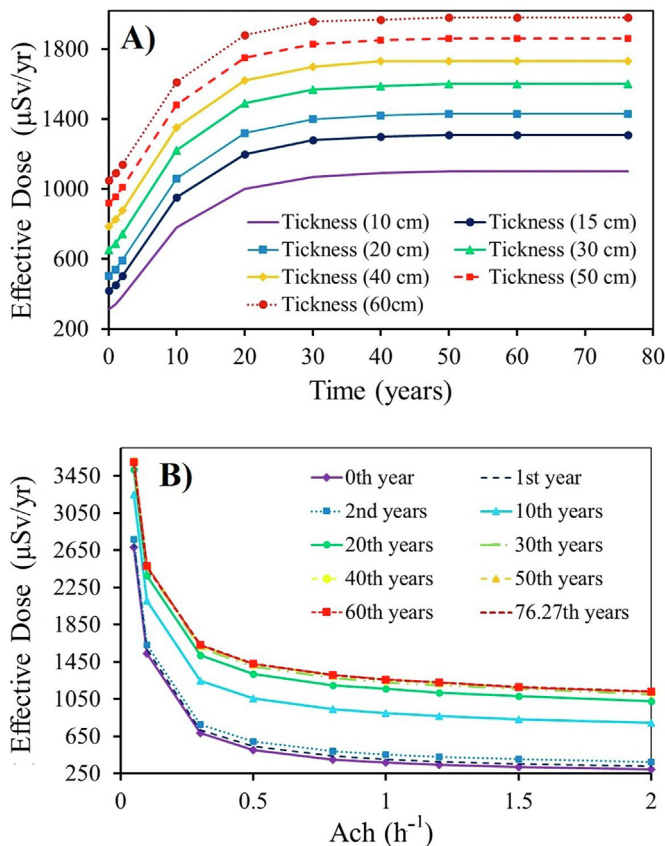 A)
Effective Dose (μSv/yr)
1800
1400
1000
600
200
Tickness (10 cm) Tickness (15 cm)
Tickness (20 cm) Tickness (30 cm)
Tickness (40 cm) Tickness (50 cm)
Tickness (60cm)
0 10 20 30 40 50 60 70 80
Time (years)
B)
Effective Dose (μSv/yr)
3450
3050
2650
2250
1850
1450
1050
650
250
0th year 1st year
2nd years 10th years
20th years 30th years
40th years 50th years
60th years 76.27th years
0 0.5 1 1.5 2
Ach (h⁻¹)